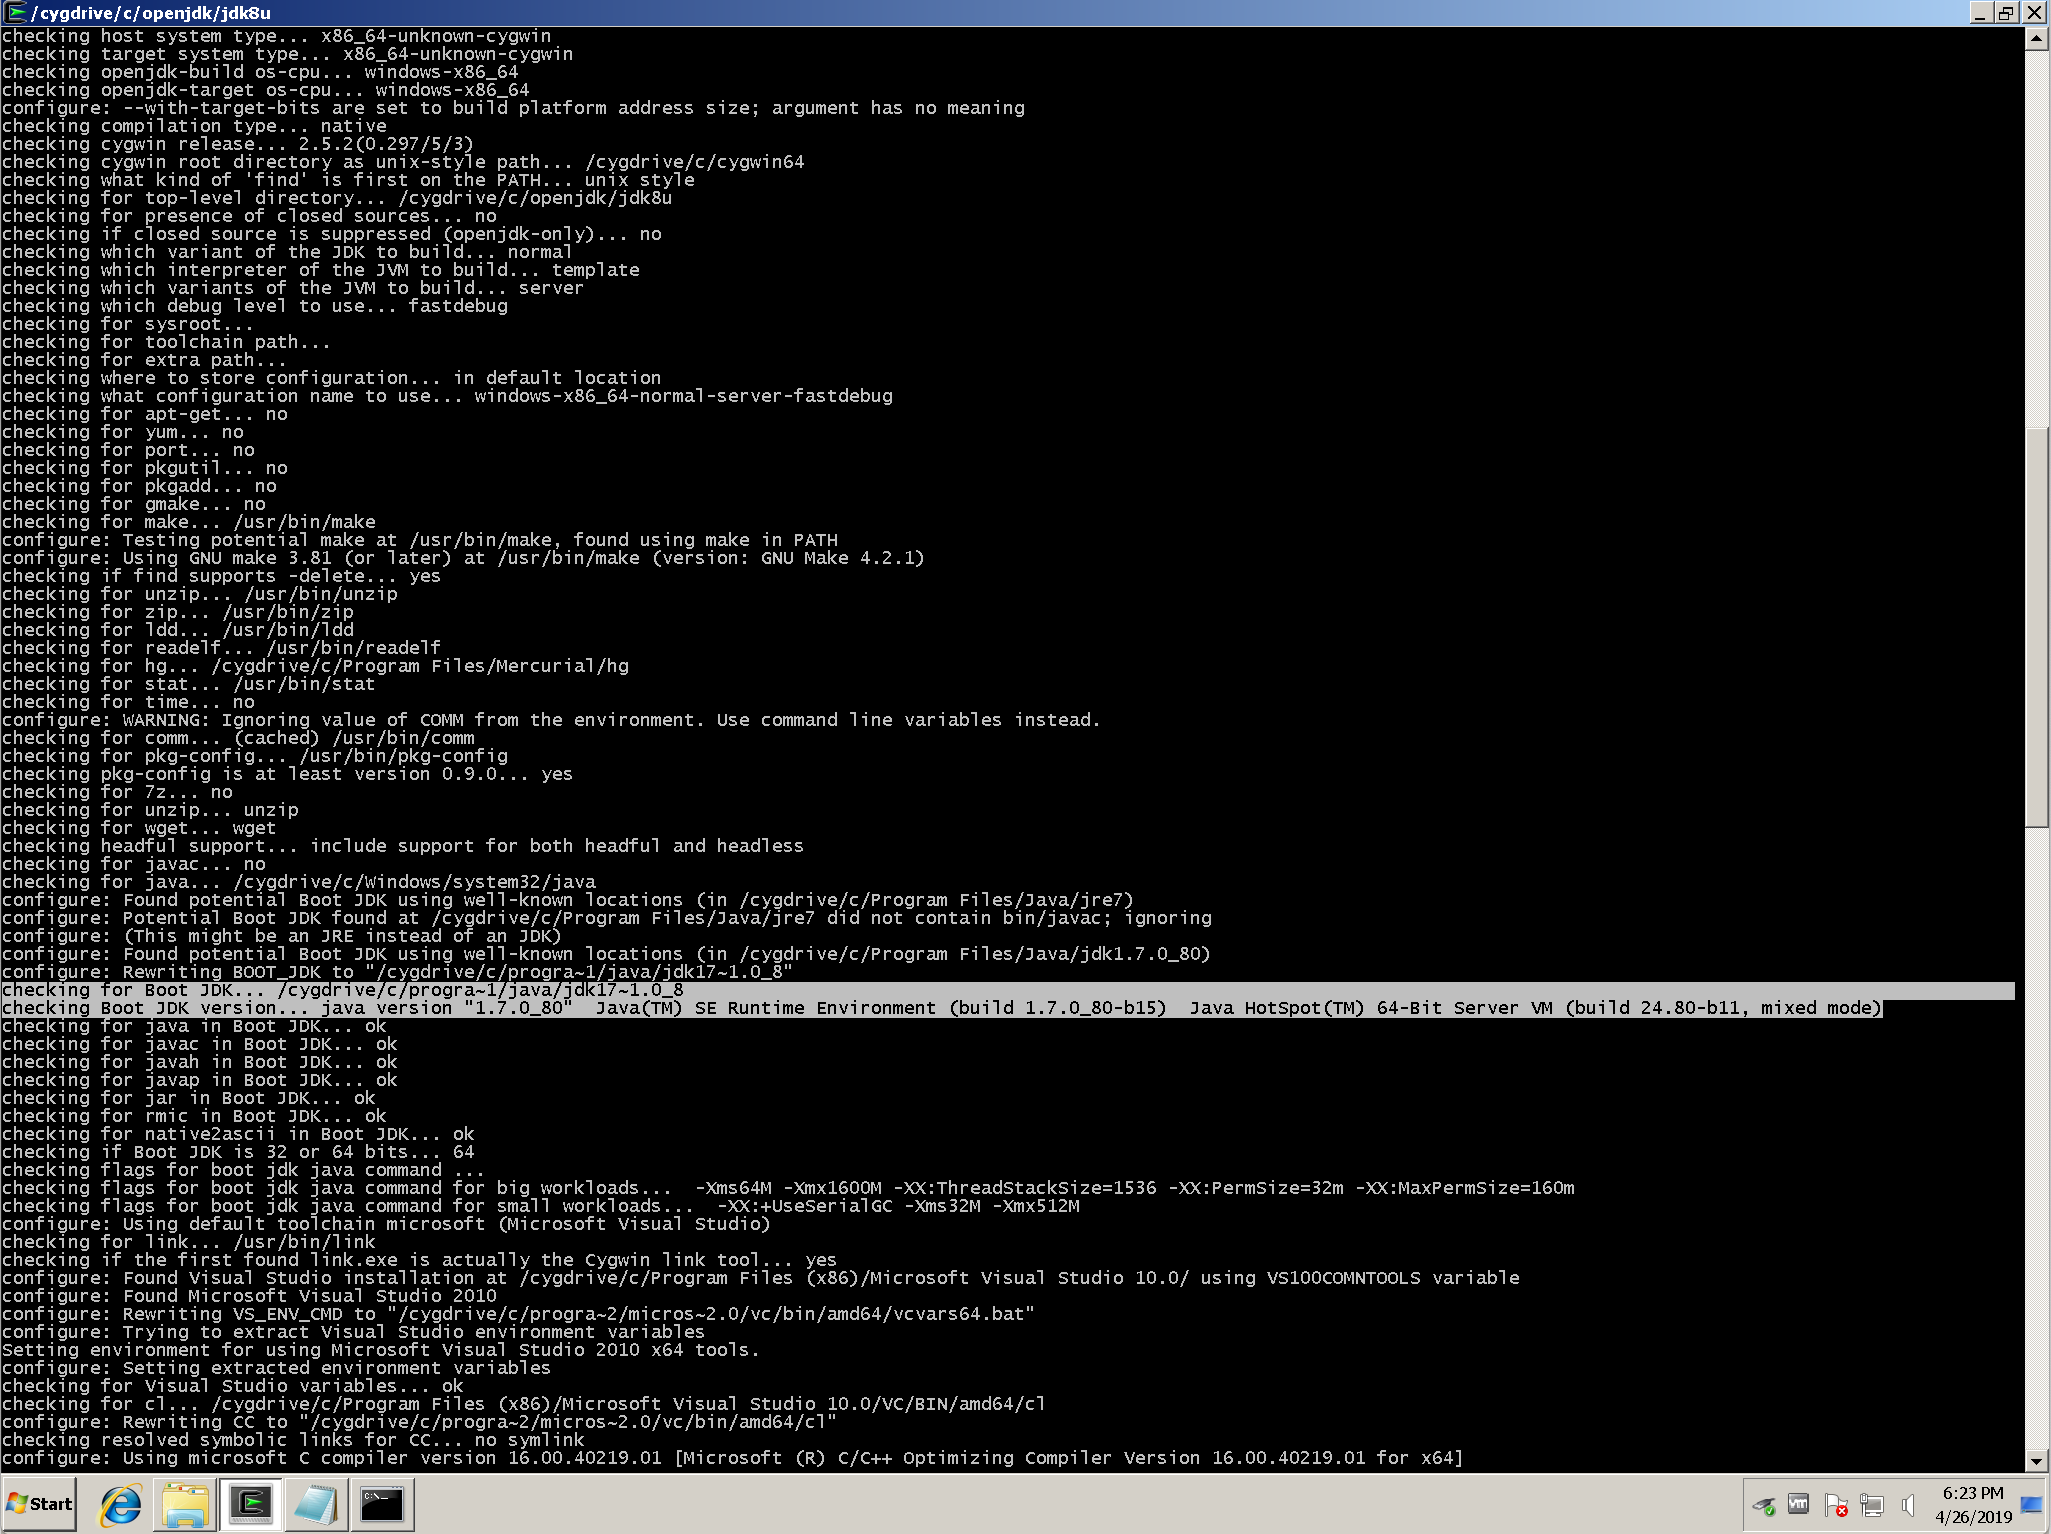 /cygdrive/c/openjdk/jdk8u
checking host system type... x86_64-unknown-cygwin
checking target system type... x86_64-unknown-cygwin
checking openjdk-build os-cpu... windows-x86_64
checking openjdk-target os-cpu... windows-x86_64
configure: --with-target-bits are set to build platform address size; argument has no meaning
checking compilation type... native
checking cygwin release... 2.5.2(0.297/5/3)
checking cygwin root directory as unix-style path... /cygdrive/c/cygwin64
checking what kind of 'find' is first on the PATH... unix style
checking for top-level directory... /cygdrive/c/openjdk/jdk8u
checking for presence of closed sources... no
checking if closed source is suppressed (openjdk-only)... no
checking which variant of the JDK to build... normal
checking which interpreter of the JVM to build... template
checking which variants of the JVM to build... server
checking which debug level to use... fastdebug
checking for sysroot...
checking for toolchain path...
checking for extra path...
checking where to store configuration... in default location
checking what configuration name to use... windows-x86_64-normal-server-fastdebug
checking for apt-get... no
checking for yum... no
checking for port... no
checking for pkgutil... no
checking for pkgadd... no
checking for gmake... no
checking for make... /usr/bin/make
configure: Testing potential make at /usr/bin/make, found using make in PATH
configure: Using GNU make 3.81 (or later) at /usr/bin/make (version: GNU Make 4.2.1)
checking if find supports -delete... yes
checking for unzip... /usr/bin/unzip
checking for zip... /usr/bin/zip
checking for ldd... /usr/bin/ldd
checking for readelf... /usr/bin/readelf
checking for hg... /cygdrive/c/Program Files/Mercurial/hg
checking for stat... /usr/bin/stat
checking for time... no
configure: WARNING: Ignoring value of COMM from the environment. Use command line variables instead.
checking for comm... (cached) /usr/bin/comm
checking for pkg-config... /usr/bin/pkg-config
checking pkg-config is at least version 0.9.0... yes
checking for 7z... no
checking for unzip... unzip
checking for wget... wget
checking headful support... include support for both headful and headless
checking for javac... no
checking for java... /cygdrive/c/Windows/system32/java
configure: Found potential Boot JDK using well-known locations (in /cygdrive/c/Program Files/Java/jre7)
configure: Potential Boot JDK found at /cygdrive/c/Program Files/Java/jre7 did not contain bin/javac; ignoring
configure: (This might be an JRE instead of an JDK)
configure: Found potential Boot JDK using well-known locations (in /cygdrive/c/Program Files/Java/jdk1.7.0_80)
configure: Rewriting BOOT_JDK to "/cygdrive/c/progra~1/java/jdk17~1.0_8"
checking for Boot JDK... /cygdrive/c/progra~1/java/jdk17~1.0_8
checking Boot JDK version... java version "1.7.0_80"  Java(TM) SE Runtime Environment (build 1.7.0_80-b15)  Java HotSpot(TM) 64-Bit Server VM (build 24.80-b11, mixed mode)
checking for java in Boot JDK... ok
checking for javac in Boot JDK... ok
checking for javah in Boot JDK... ok
checking for javap in Boot JDK... ok
checking for jar in Boot JDK... ok
checking for rmic in Boot JDK... ok
checking for native2ascii in Boot JDK... ok
checking if Boot JDK is 32 or 64 bits... 64
checking flags for boot jdk java command ...
checking flags for boot jdk java command for big workloads...  -Xms64M -Xmx1600M -XX:ThreadStackSize=1536 -XX:PermSize=32m -XX:MaxPermSize=160m
checking flags for boot jdk java command for small workloads...  -XX:+UseSerialGC -Xms32M -Xmx512M
configure: Using default toolchain microsoft (Microsoft Visual Studio)
checking for link... /usr/bin/link
checking if the first found link.exe is actually the Cygwin link tool... yes
configure: Found Visual Studio installation at /cygdrive/c/Program Files (x86)/Microsoft Visual Studio 10.0/ using VS100COMNTOOLS variable
configure: Found Microsoft Visual Studio 2010
configure: Rewriting VS_ENV_CMD to "/cygdrive/c/progra~2/micros~2.0/vc/bin/amd64/vcvars64.bat"
configure: Trying to extract Visual Studio environment variables
Setting environment for using Microsoft Visual Studio 2010 x64 tools.
configure: Setting extracted environment variables
checking for Visual Studio variables... ok
checking for cl... /cygdrive/c/Program Files (x86)/Microsoft Visual Studio 10.0/VC/BIN/amd64/cl
configure: Rewriting CC to "/cygdrive/c/progra~2/micros~2.0/vc/bin/amd64/cl"
checking resolved symbolic links for CC... no symlink
configure: Using microsoft C compiler version 16.00.40219.01 [Microsoft (R) C/C++ Optimizing Compiler Version 16.00.40219.01 for x64]
Start
C:\_
vm
6:23 PM
4/26/2019